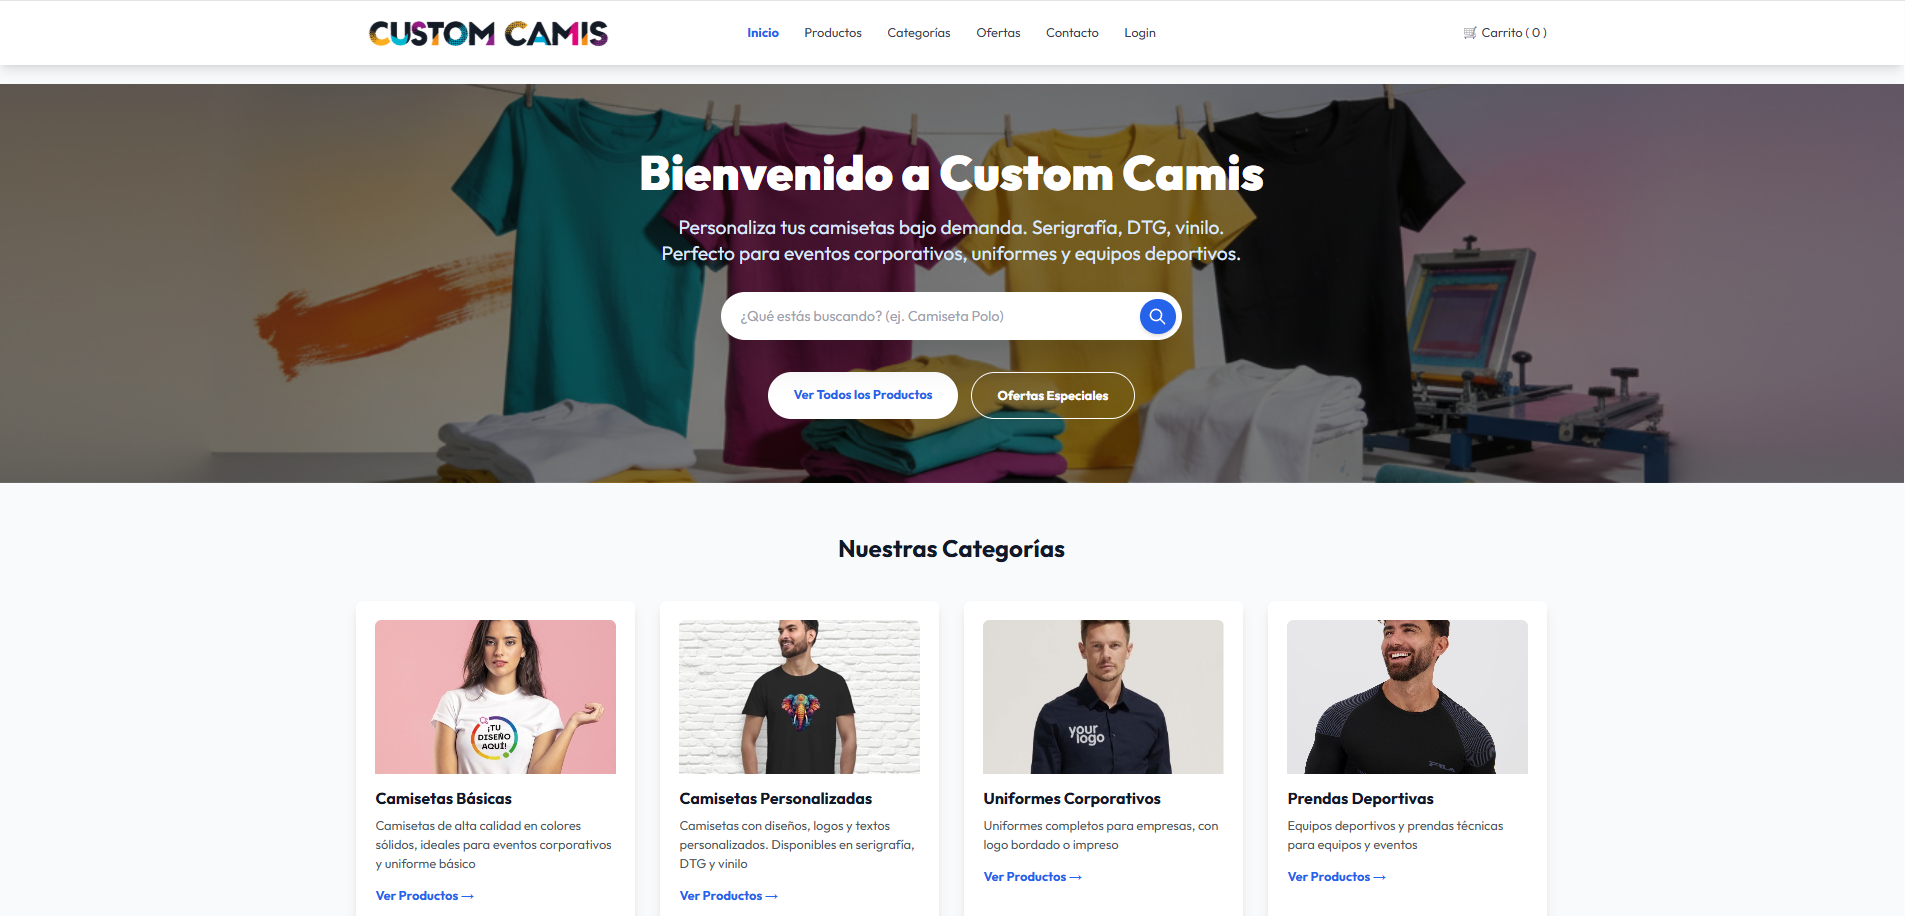 CUSTOM CAMIS
Inicio
Productos
Categorías
Ofertas
Contacto
Login
Carrito ( 0 )
Bienvenido a Custom Camis
Personaliza tus camisetas bajo demanda. Serigrafía, DTG, vinilo.
Perfecto para eventos corporativos, uniformes y equipos deportivos.
¿Qué estás buscando? (ej. Camiseta Polo)
Ver Todos los Productos
Ofertas Especiales
Nuestras Categorías
¡TU
DISEÑO
AQUÍ!
Camisetas Básicas
Camisetas de alta calidad en colores
sólidos, ideales para eventos corporativos
y uniforme básico
Ver Productos →
Camisetas Personalizadas
Camisetas con diseños, logos y textos
personalizados. Disponibles en serigrafía,
DTG y vinilo
Ver Productos →
your
logo
Uniformes Corporativos
Uniformes completos para empresas, con
logo bordado o impreso
Ver Productos →
FILA
Prendas Deportivas
Equipos deportivos y prendas técnicas
para equipos y eventos
Ver Productos →